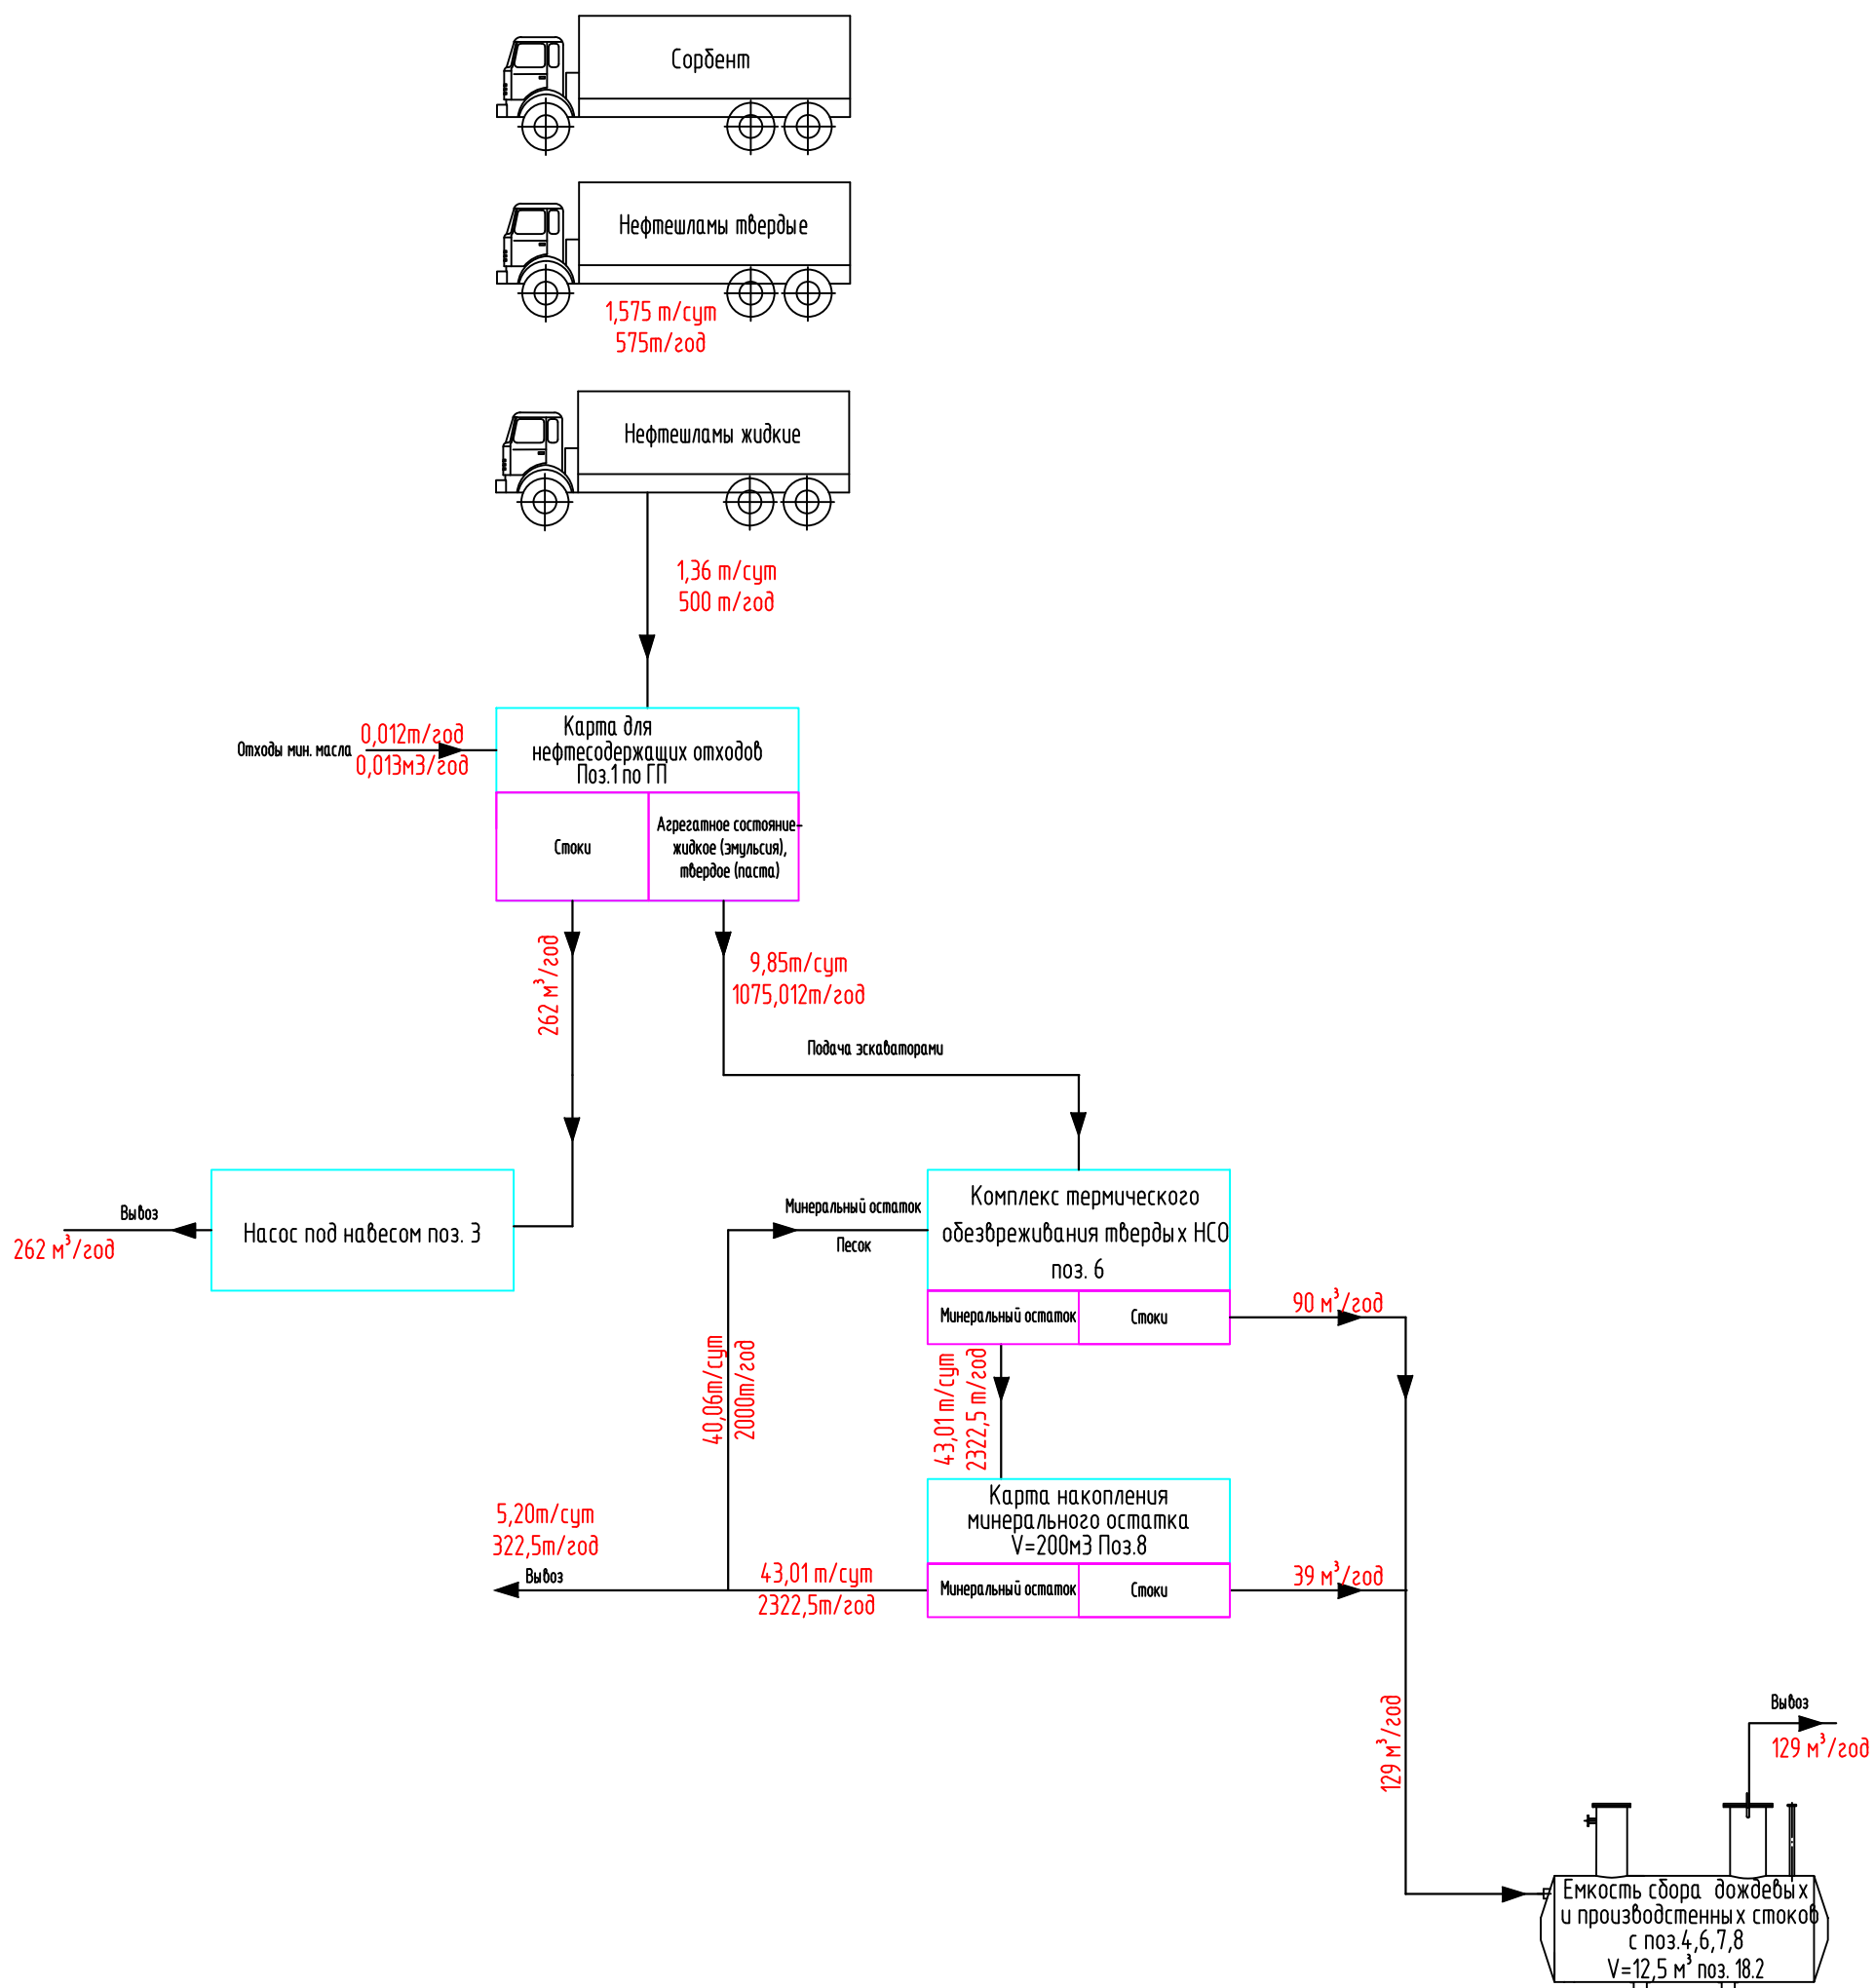 Сорбент
Нефтешламы твердые
1,575 т/сут
575т/год
Нефтешламы жидкие
1,36 т/сут
500 т/год
Отходы мин. масла
0,012т/год
0,013м3/год
Карта для
нефтесодержащих отходов
Поз.1 по ГП
Стоки
Агрегатное состояние-
жидкое (эмульсия),
твердое (паста)
262 м³/год
9,85т/сут
1075,012т/год
Подача эскаваторами
Вывоз
262 м³/год
Насос под навесом поз. 3
Минеральный остаток
Песок
Комплекс термического
обезвреживания твердых НСО
поз. 6
Минеральный остаток
Стоки
90 м³/год
40,06т/сут
2000т/год
43,01 т/сут
2322,5 т/год
Карта накопления
минерального остатка
V=200м3 Поз.8
Минеральный остаток
Стоки
39 м³/год
5,20т/сут
322,5т/год
Вывоз
43,01 т/сут
2322,5т/год
129 м³/год
Вывоз
129 м³/год
Емкость сбора дождевых
и производстенных стоков
с поз.4,6,7,8
V=12,5 м³ поз. 18.2